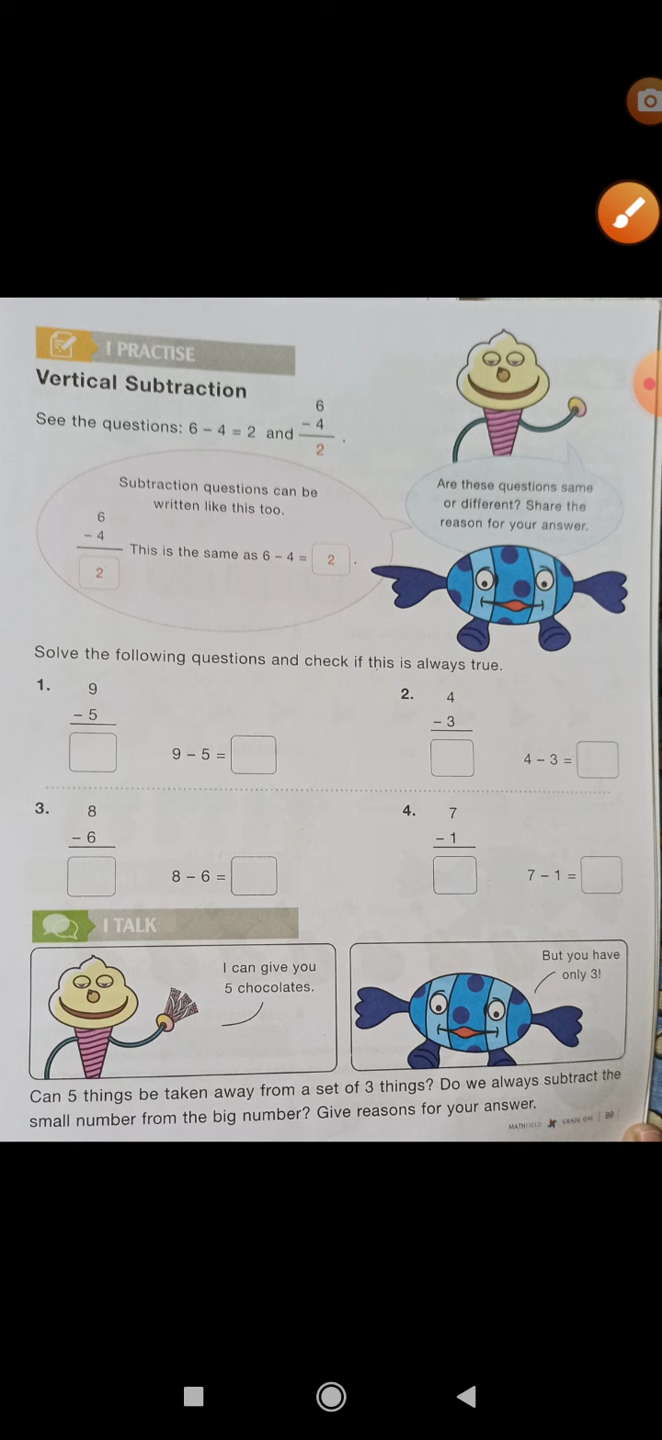 I PRACTISE
Vertical Subtraction
See the questions: 6 – 4 = 2 and
6
– 4
2
.
Are these questions same
or different? Share the
reason for your answer.
Subtraction questions can be
written like this too.
6
– 4
2
This is the same as 6 – 4 = 2 .
Solve the following questions and check if this is always true.
1.
9
– 5
9 – 5 =
2.
4
– 3
4 – 3 =
3.
8
– 6
8 – 6 =
4.
7
– 1
7 – 1 =
I TALK
I can give you
5 chocolates.
But you have
only 3!
Can 5 things be taken away from a set of 3 things? Do we always subtract the
small number from the big number? Give reasons for your answer.
MATHFIELD GRADE ONE | 99